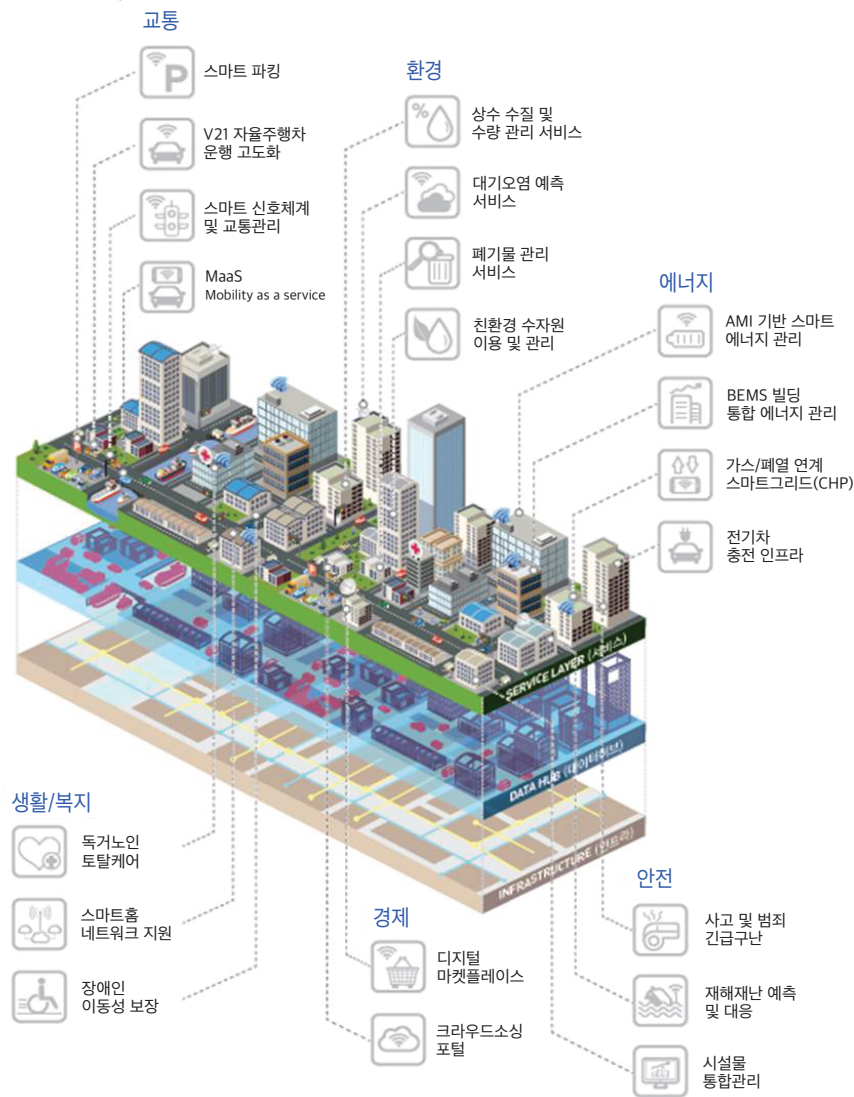 교통
스마트 파킹
V21 자율주행차
운행 고도화
스마트 신호체계
및 교통관리
MaaS
Mobility as a service
환경
상수 수질 및
수량 관리 서비스
대기오염 예측
서비스
폐기물 관리
서비스
친환경 수자원
이용 및 관리
에너지
AMI 기반 스마트
에너지 관리
BEMS 빌딩
통합 에너지 관리
가스/폐열 연계
스마트그리드(CHP)
전기차
충전 인프라
SERVICE LAYER (서비스)
DATA HUB (데이터허브)
INFRASTRUCTURE (인프라)
생활/복지
독거노인
토탈케어
스마트홈
네트워크 지원
장애인
이동성 보장
경제
디지털
마켓플레이스
크라우드소싱
포털
안전
사고 및 범죄
긴급구난
재해재난 예측
및 대응
시설물
통합관리